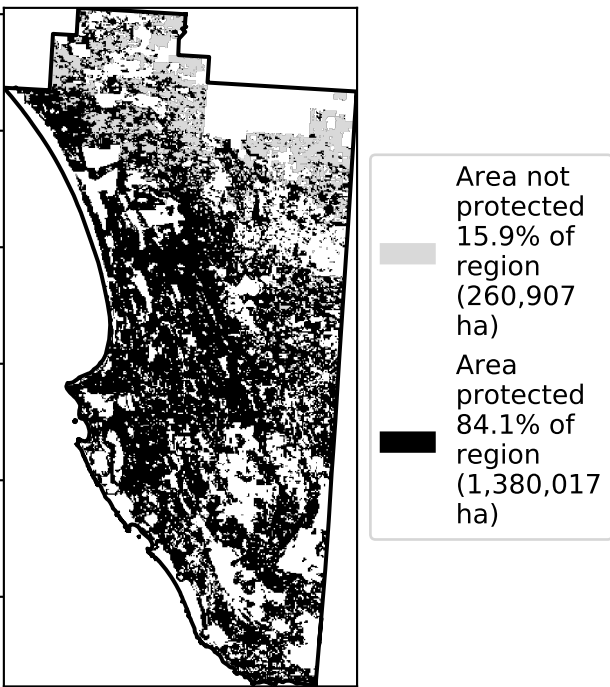 Area not
protected
15.9% of
region
(260,907
ha)
Area
protected
84.1% of
region
(1,380,017
ha)